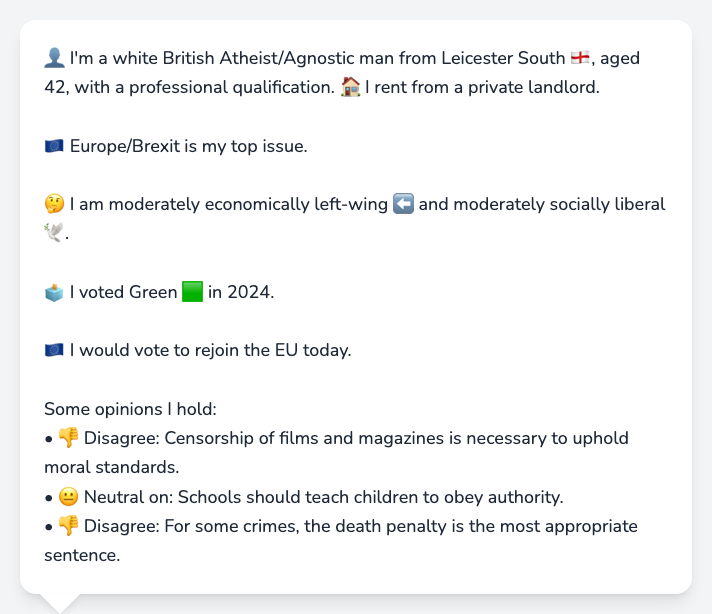 👤 I'm a white British Atheist/Agnostic man from Leicester South 🏴󠁧󠁢󠁥󠁮󠁧󠁿, aged
42, with a professional qualification. 🏠 I rent from a private landlord.
🇪🇺 Europe/Brexit is my top issue.
🤔 I am moderately economically left-wing ⬅️ and moderately socially liberal
🕊️.
🗳️ I voted Green 🟩 in 2024.
🇪🇺 I would vote to rejoin the EU today.
Some opinions I hold:
• 👎 Disagree: Censorship of films and magazines is necessary to uphold
moral standards.
• 😐 Neutral on: Schools should teach children to obey authority.
• 👎 Disagree: For some crimes, the death penalty is the most appropriate
sentence.